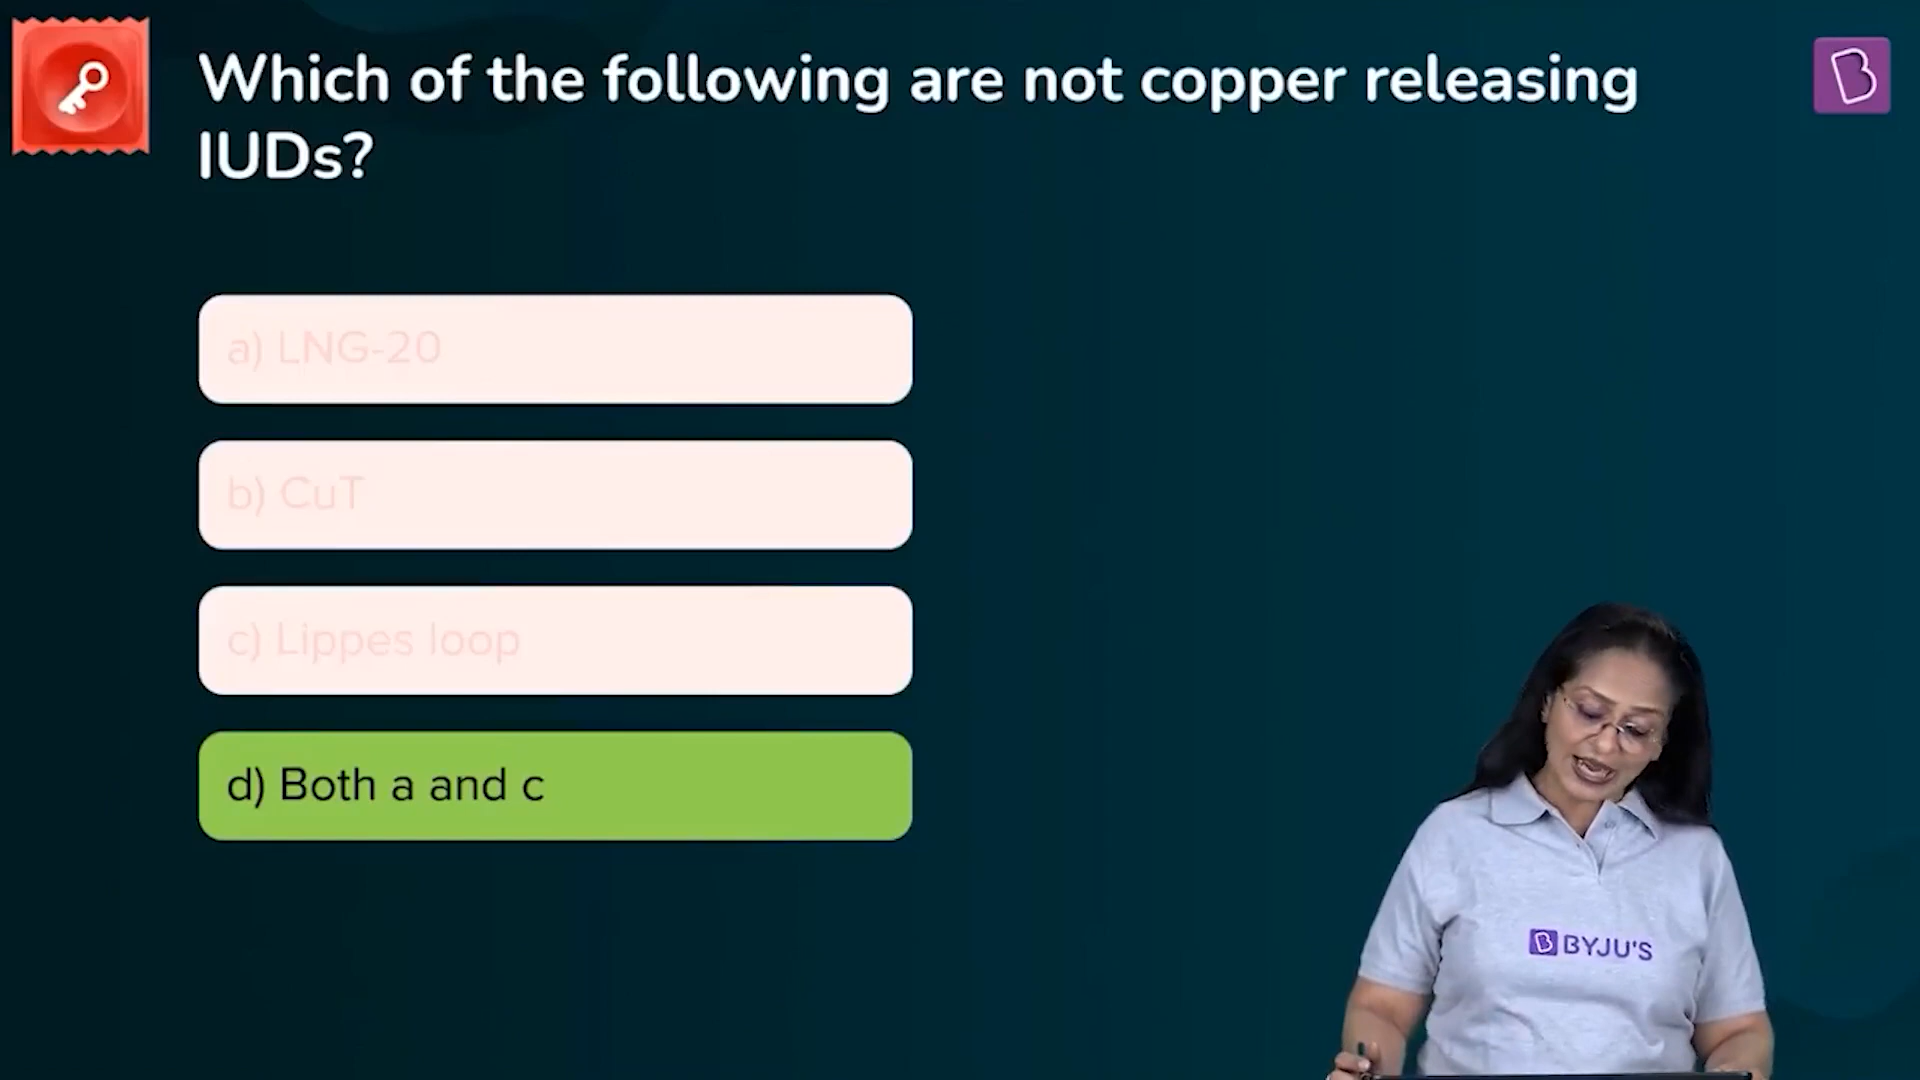 Which of the following are not copper releasing
IUDs?
a) LNG-20
b) CuT
c) Lippes loop
d) Both a and c
BYJU'S